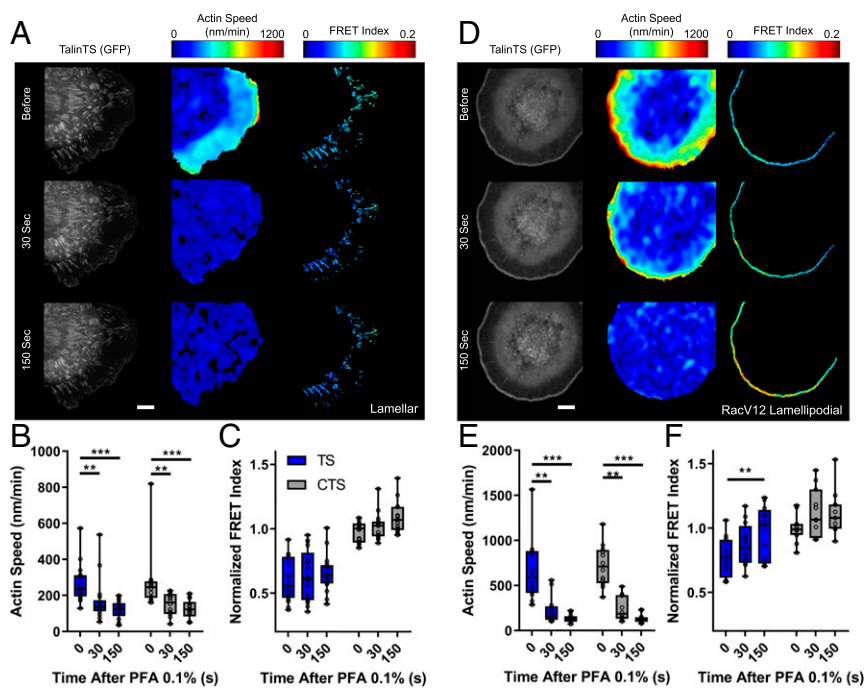 A
TalinTS (GFP)
Actin Speed
(nm/min)
0 1200
FRET Index
0 0.2
Before
30 Sec
150 Sec
Lamellar
D
TalinTS (GFP)
Actin Speed
(nm/min)
0 1200
FRET Index
0 0.2
Before
30 Sec
150 Sec
RacV12 Lamellipodial
B
Actin Speed (nm/min)
1000
800
600
400
200
0
*** ***
** **
0 30 150 0 30 150
Time After PFA 0.1% (s)
C
Normalized FRET Index
1.5
1.0
0.5
TS
CTS
0 30 150 0 30 150
Time After PFA 0.1% (s)
E
Actin Speed (nm/min)
2000
1500
1000
500
0
*** ***
** **
0 30 150 0 30 150
Time After PFA 0.1% (s)
F
Normalized FRET Index
1.5
1.0
0.5
**
0 30 150 0 30 150
Time After PFA 0.1% (s)